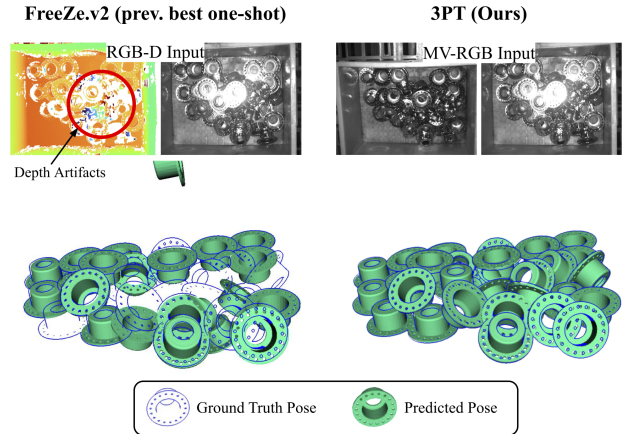 FreeZe.v2 (prev. best one-shot)
3PT (Ours)
RGB-D Input
MV-RGB Input
Depth Artifacts
Ground Truth Pose
Predicted Pose